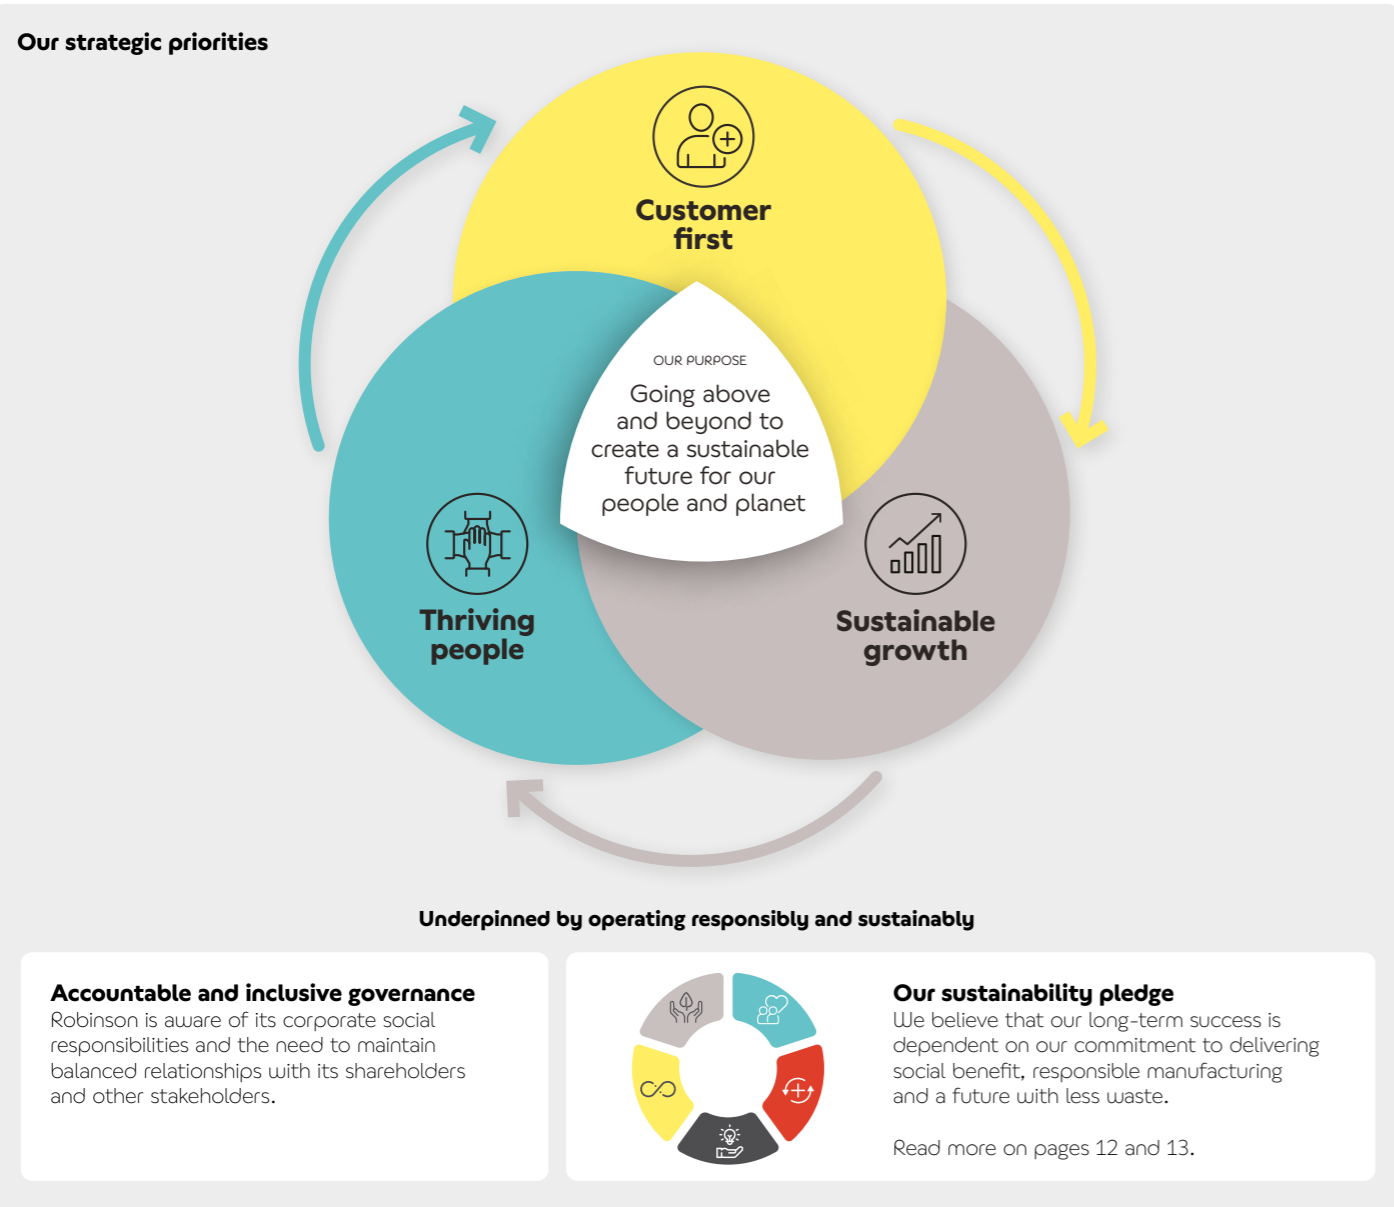 Our strategic priorities
Customer
first
OUR PURPOSE
Going above
and beyond to
create a sustainable
future for our
people and planet
Thriving
people
Sustainable
growth
Underpinned by operating responsibly and sustainably
Accountable and inclusive governance
Robinson is aware of its corporate social
responsibilities and the need to maintain
balanced relationships with its shareholders
and other stakeholders.
Our sustainability pledge
We believe that our long-term success is
dependent on our commitment to delivering
social benefit, responsible manufacturing
and a future with less waste.
Read more on pages 12 and 13.